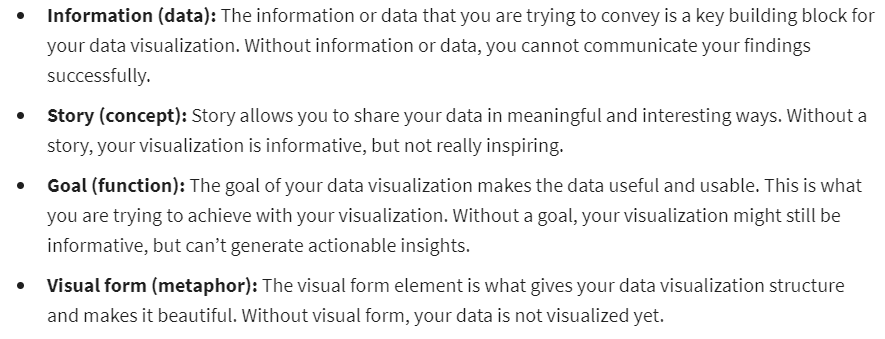 • Information (data): The information or data that you are trying to convey is a key building block for
your data visualization. Without information or data, you cannot communicate your findings
successfully.
• Story (concept): Story allows you to share your data in meaningful and interesting ways. Without a
story, your visualization is informative, but not really inspiring.
• Goal (function): The goal of your data visualization makes the data useful and usable. This is what
you are trying to achieve with your visualization. Without a goal, your visualization might still be
informative, but can’t generate actionable insights.
• Visual form (metaphor): The visual form element is what gives your data visualization structure
and makes it beautiful. Without visual form, your data is not visualized yet.